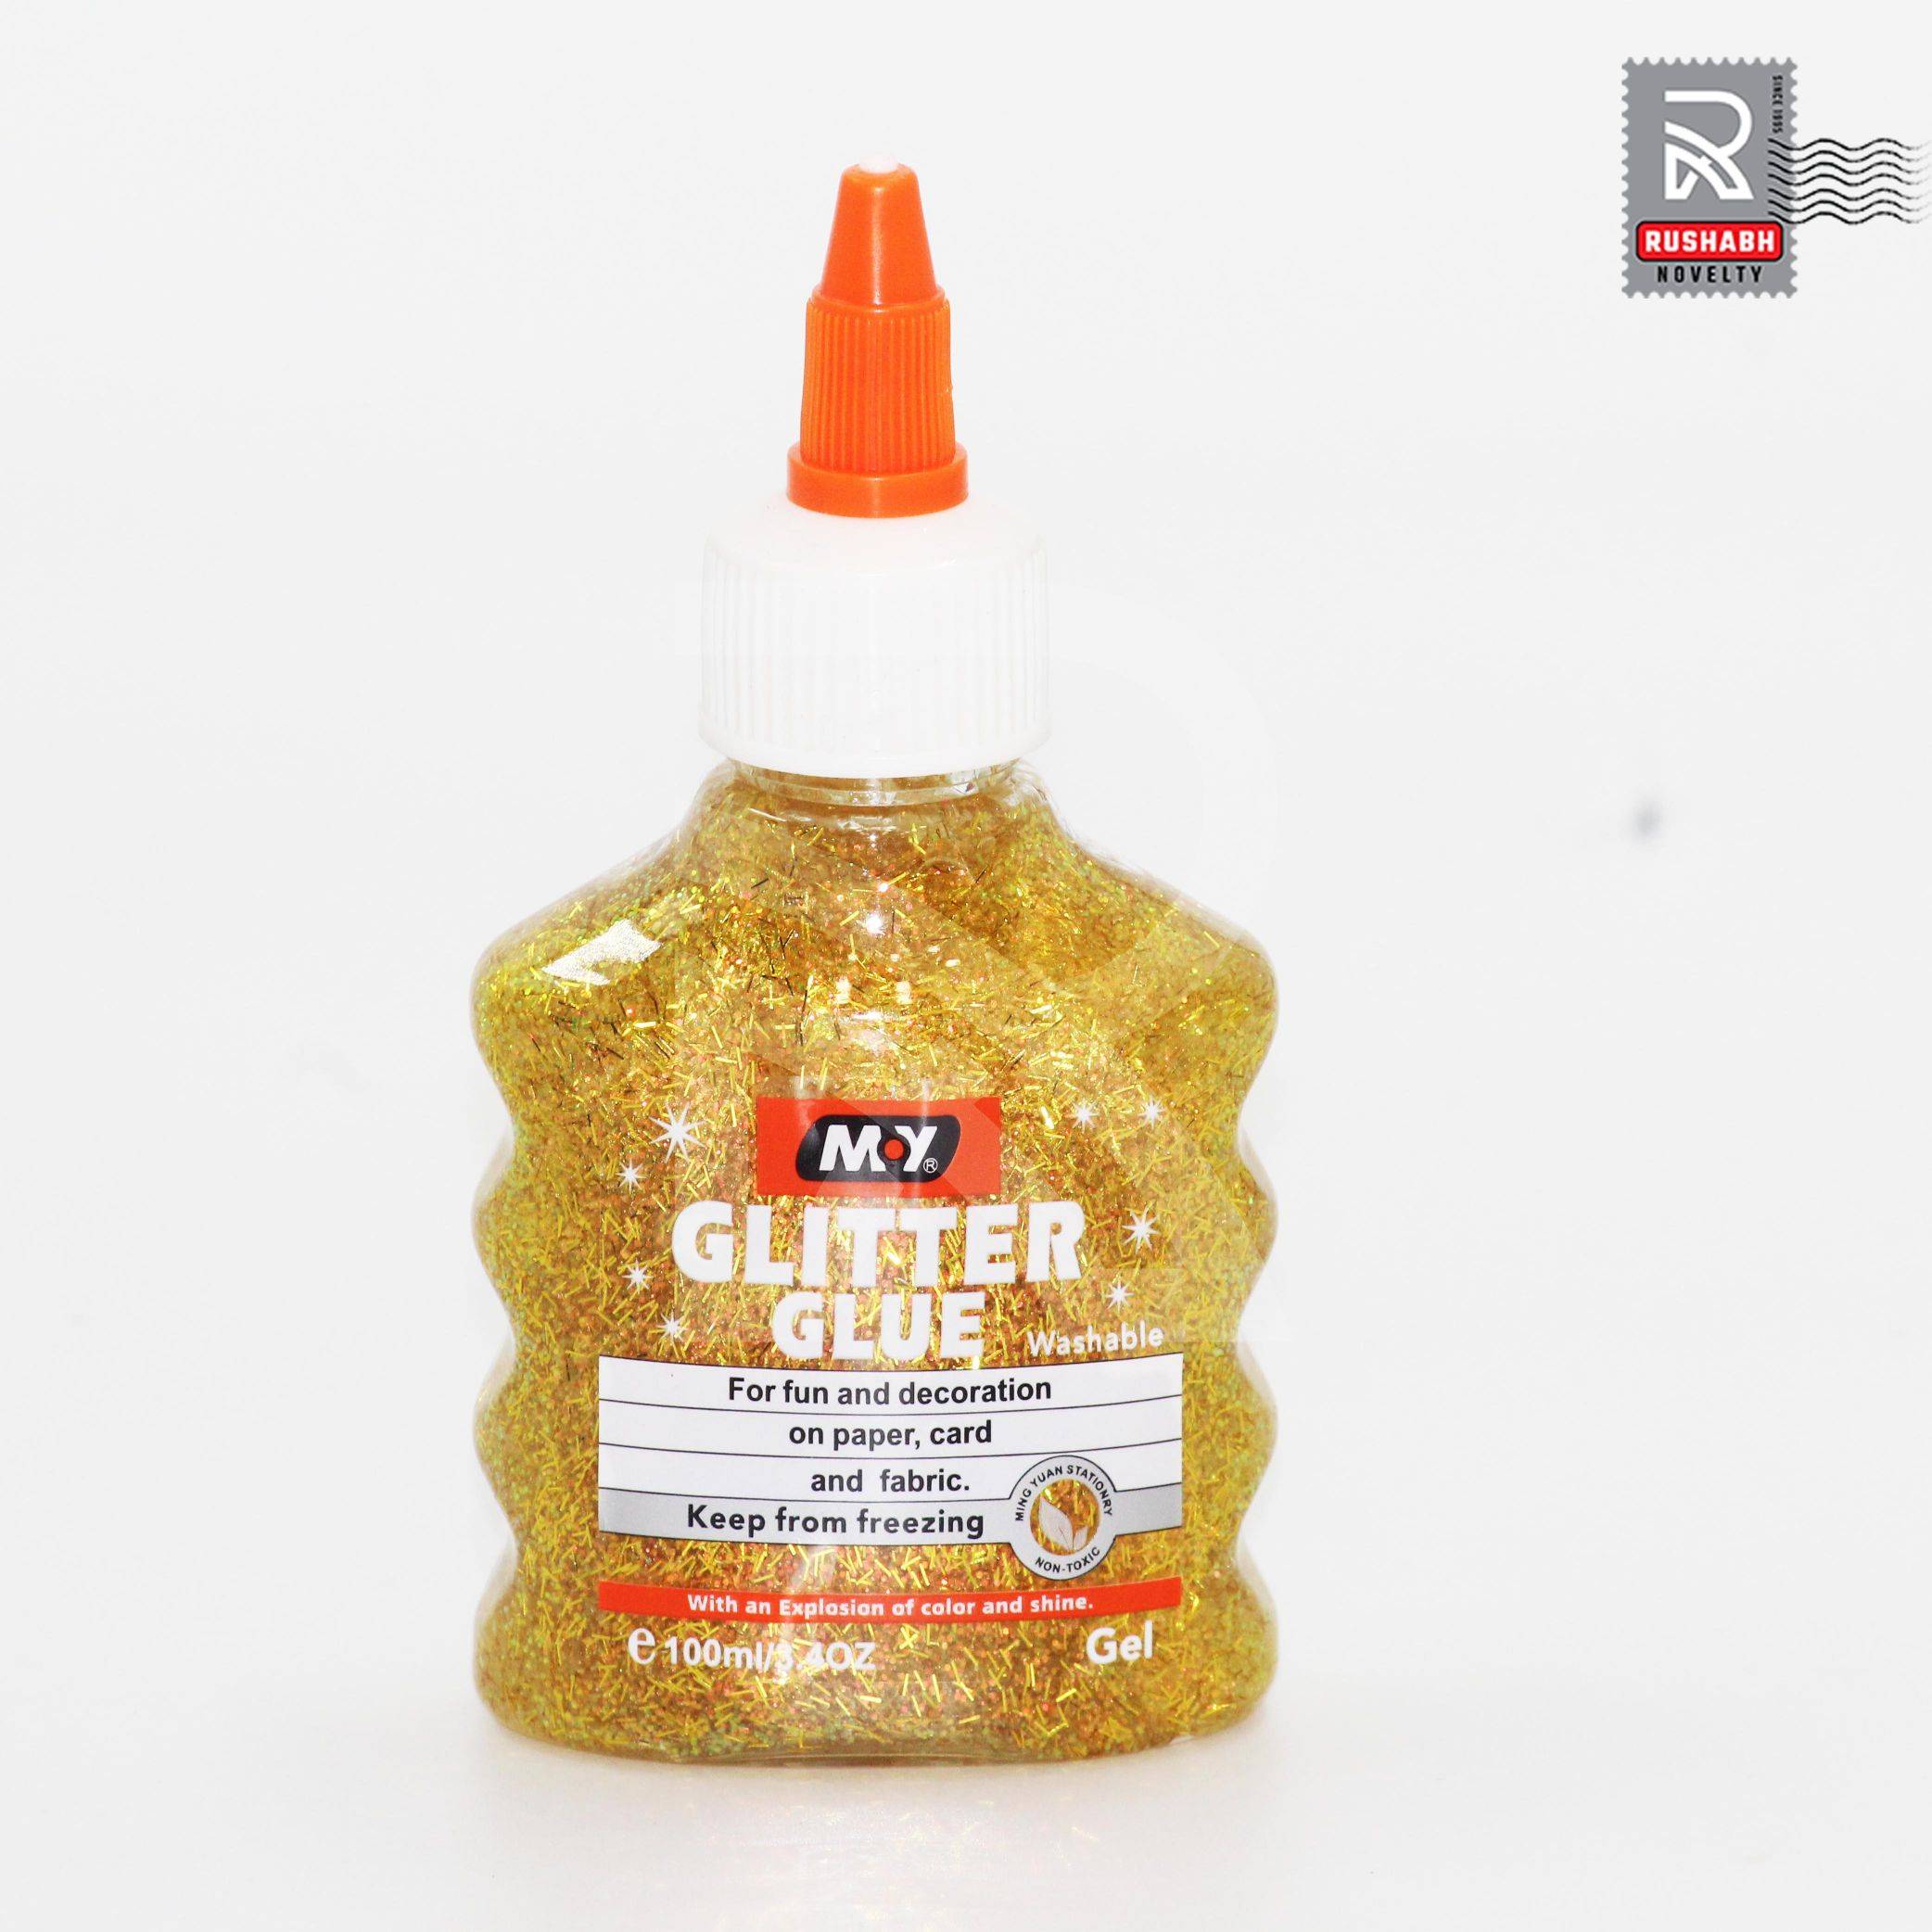 SINCE 1995
RUSHABH
NOVELTY
M•Y®
GLITTER
GLUE
Washable
For fun and decoration
on paper, card
and fabric.
Keep from freezing
MING YUAN STATIONRY
NON-TOXIC
With an Explosion of color and shine.
e 100ml/3.4OZ
Gel